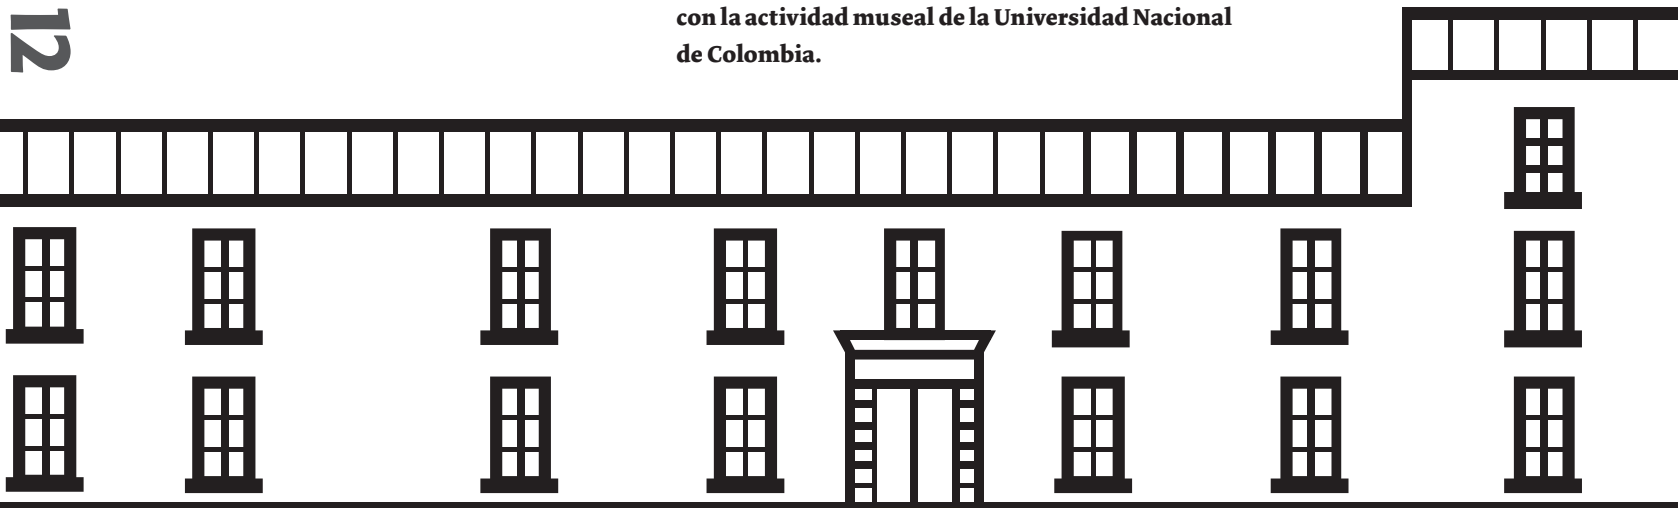 12
con la actividad museal de la Universidad Nacional
de Colombia.